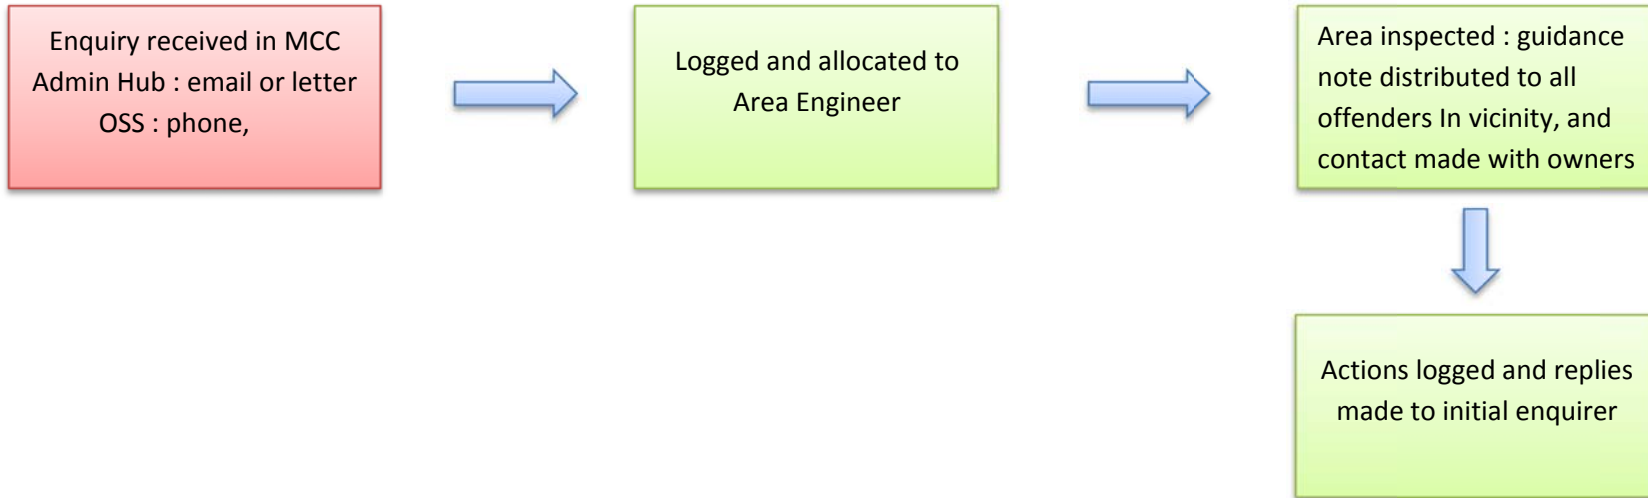 Enquiry received in MCC
Admin Hub : email or letter
OSS : phone,
Logged and allocated to
Area Engineer
Area inspected : guidance
note distributed to all
offenders In vicinity, and
contact made with owners
Actions logged and replies
made to initial enquirer